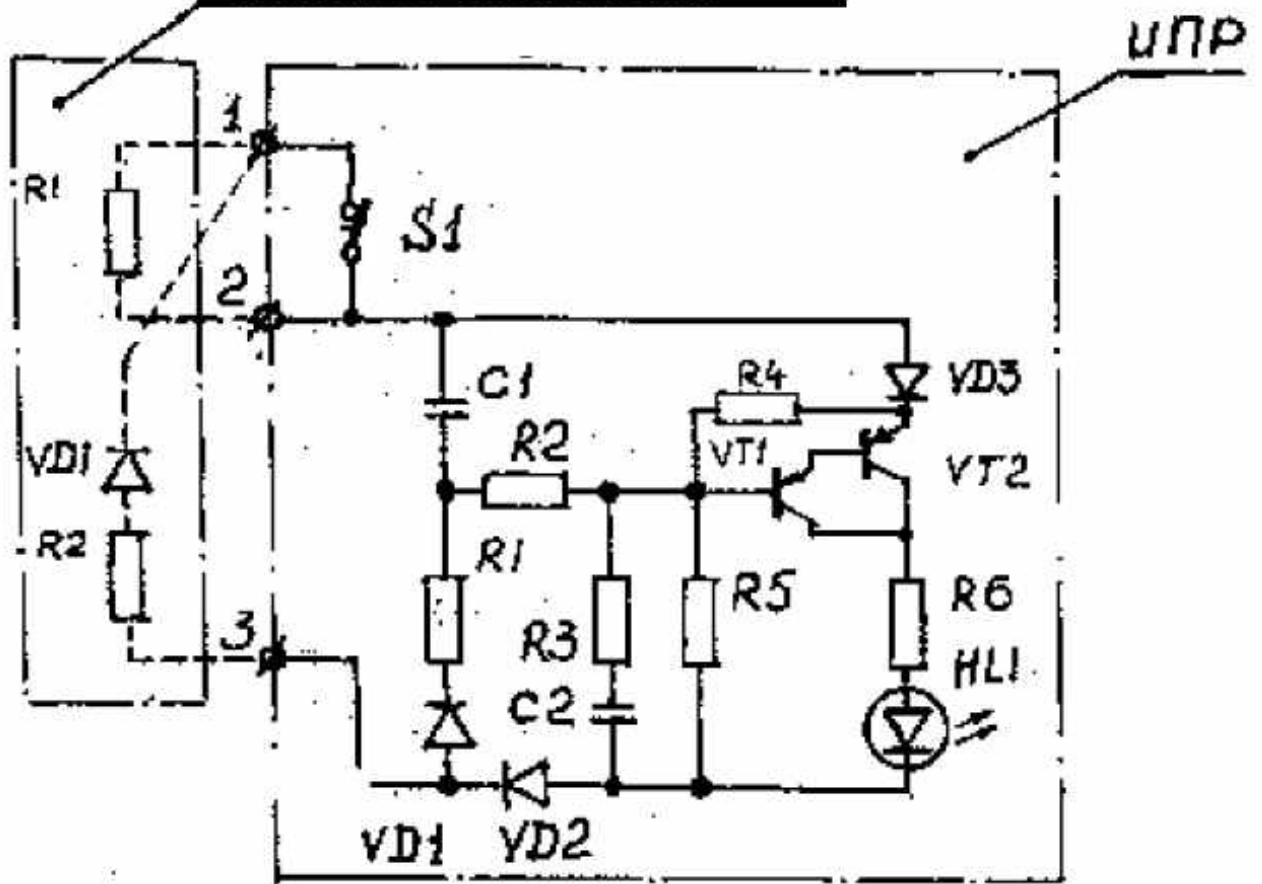 ИПР
1
R1
S1
2
C1
R4
VD3
R2
VT1
VT2
VD1
R2
R1
R5
R6
3
R3
HL1
C2
VD1
VD2